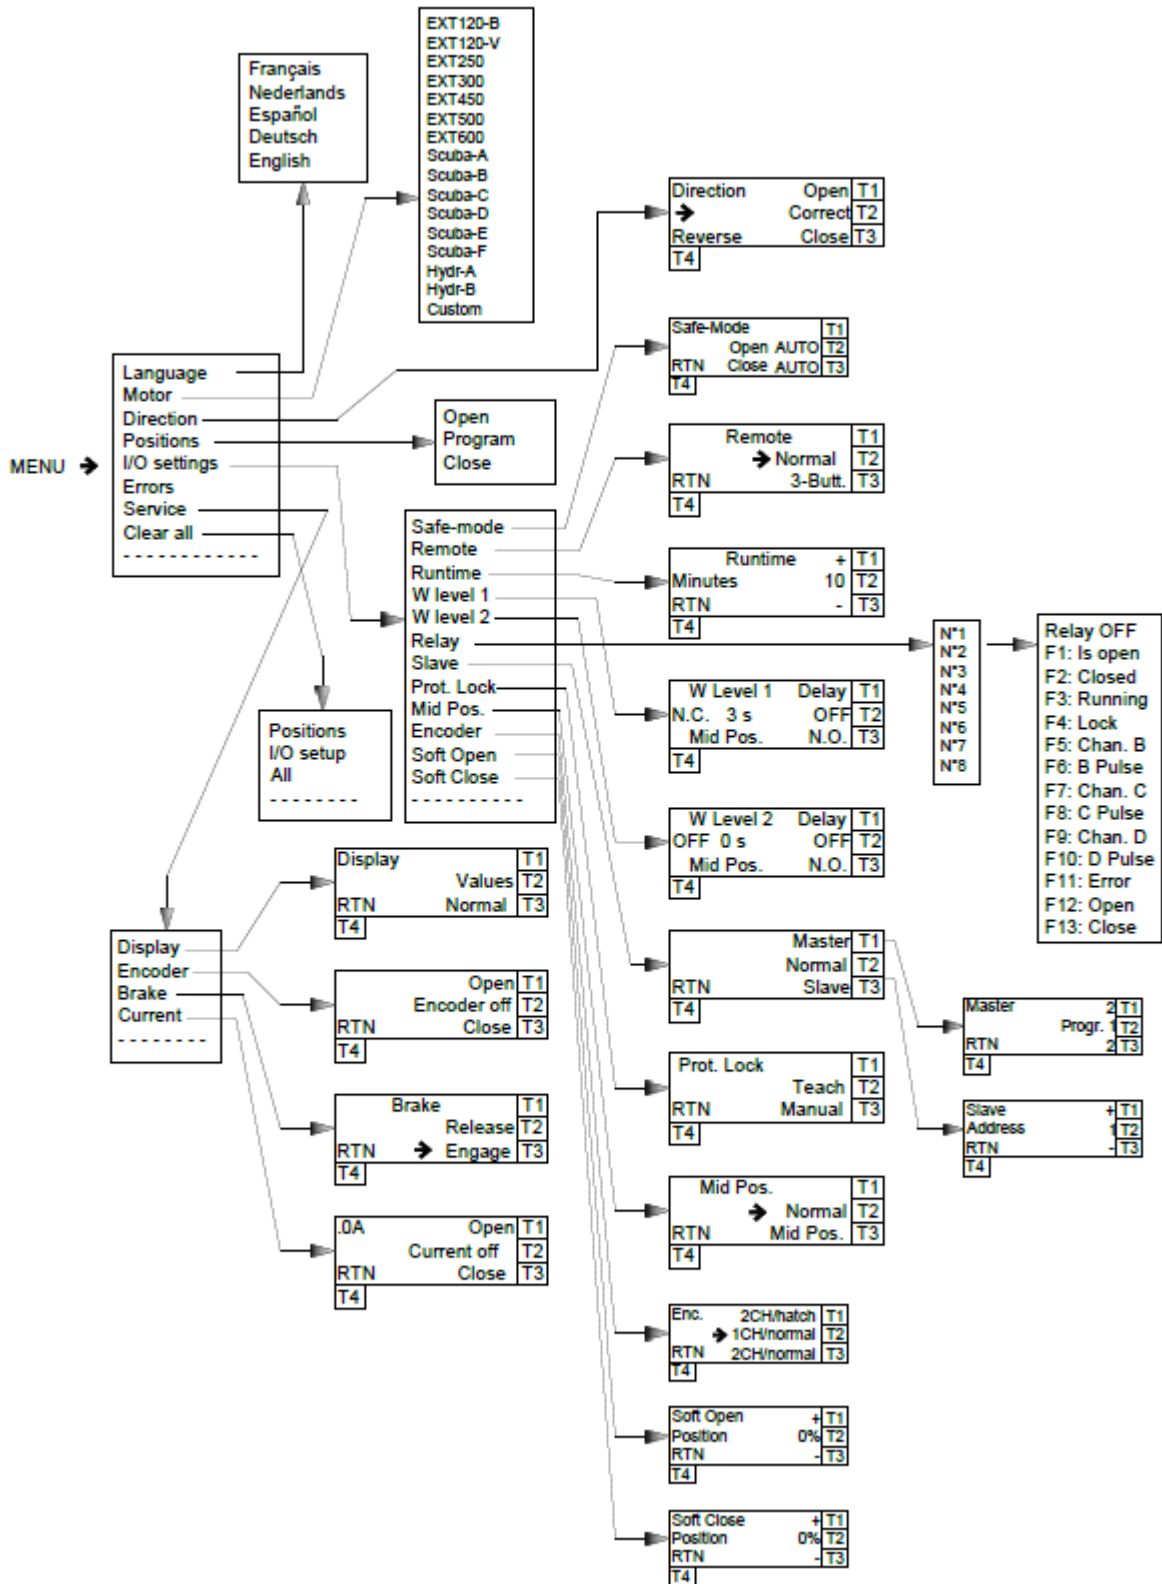 EXT120-B
EXT120-V
EXT250
EXT300
EXT450
EXT500
EXT600
Scuba-A
Scuba-B
Scuba-C
Scuba-D
Scuba-E
Scuba-F
Hydr-A
Hydr-B
Custom
Français
Nederlands
Español
Deutsch
English
MENU
Language
Motor
Direction
Positions
I/O settings
Errors
Service
Clear all
- - - - - - - - - - - -
Open
Program
Close
Direction Open T1
→ Correct T2
Reverse Close T3
T4
Safe-Mode T1
Open AUTO T2
RTN Close AUTO T3
T4
Remote T1
→ Normal T2
RTN 3-Butt. T3
T4
Safe-mode
Remote
Runtime
W level 1
W level 2
Relay
Slave
Prot. Lock
Mid Pos.
Encoder
Soft Open
Soft Close
- - - - - - - - - -
Runtime + T1
Minutes 10 T2
RTN - T3
T4
N°1
N°2
N°3
N°4
N°5
N°6
N°7
N°8
Relay OFF
F1: Is open
F2: Closed
F3: Running
F4: Lock
F5: Chan. B
F6: B Pulse
F7: Chan. C
F8: C Pulse
F9: Chan. D
F10: D Pulse
F11: Error
F12: Open
F13: Close
W Level 1 Delay T1
N.C. 3 s OFF T2
Mid Pos. N.O. T3
T4
Positions
I/O setup
All
- - - - - - - -
W Level 2 Delay T1
OFF 0 s OFF T2
Mid Pos. N.O. T3
T4
Display T1
Values T2
RTN Normal T3
T4
Display
Encoder
Brake
Current
- - - - - - - -
Master T1
Normal T2
RTN Slave T3
T4
Open T1
Encoder off T2
RTN Close T3
T4
Master 2 T1
Progr. 1 T2
RTN 2 T3
T4
Prot. Lock T1
Teach T2
RTN Manual T3
T4
Brake T1
Release T2
RTN → Engage T3
T4
Slave + T1
Address 1 T2
RTN - T3
T4
Mid Pos. T1
→ Normal T2
RTN Mid Pos. T3
T4
.0A Open T1
Current off T2
RTN Close T3
T4
Enc. 2CH/hatch T1
→ 1CH/normal T2
RTN 2CH/normal T3
T4
Soft Open + T1
Position 0% T2
RTN - T3
T4
Soft Close + T1
Position 0% T2
RTN - T3
T4